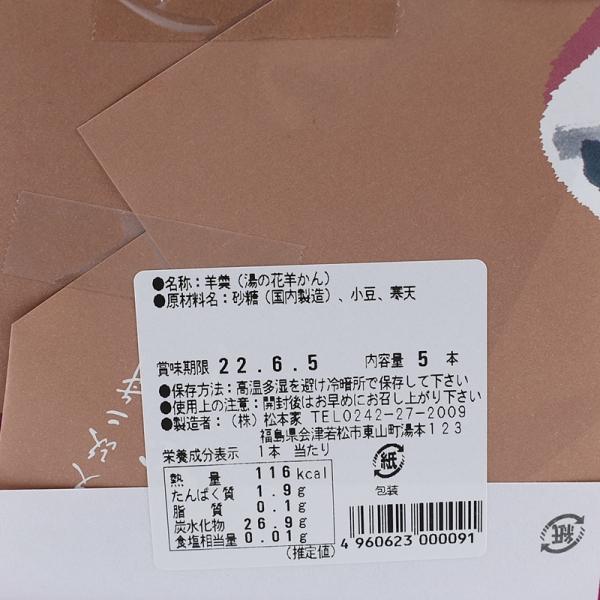 ●名称：羊羹（湯の花羊かん）
●原材料名：砂糖（国内製造）、小豆、寒天
賞味期限 22.6.5 内容量 5 本
●保存方法：高温多湿を避け冷暗所で保存して下さい
●使用上の注意：開封後はお早めにお召し上がり下さい
●製造者：（株）松本家 TEL0242-27-2009
福島県会津若松市東山町湯本123
栄養成分表示 1本 当たり
熱量 116kcal
たんぱく質 1.9g
脂質 0.1g
炭水化物 26.9g
食塩相当量 0.01g
（推定値）
紙
包装
4 960623 000091
紙